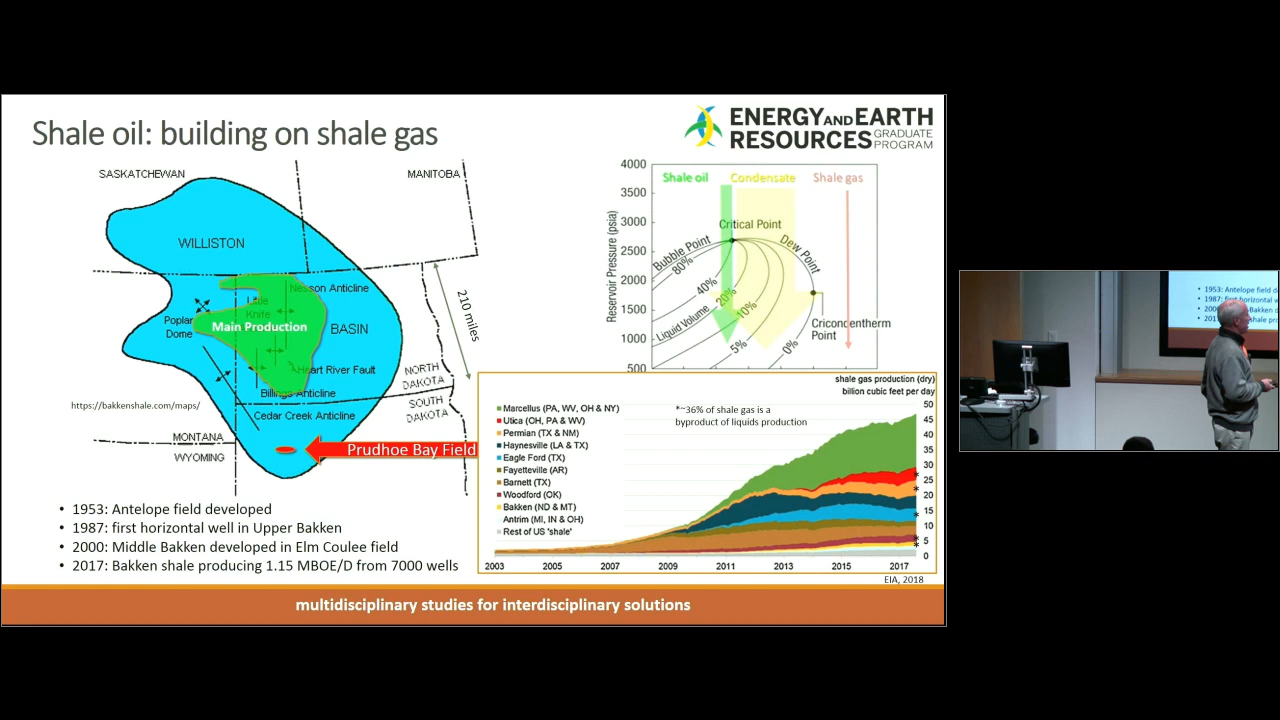 Shale oil: building on shale gas
ENERGY AND EARTH
RESOURCES GRADUATE
PROGRAM
SASKATCHEWAN
MANITOBA
WILLISTON
Nesson Anticline
Little
Knife
Main Production
BASIN
Poplar
Dome
210 miles
Heart River Fault
NORTH
DAKOTA
Billings Anticline
SOUTH
DAKOTA
https://bakkenshale.com/maps/
Cedar Creek Anticline
MONTANA
WYOMING
Prudhoe Bay Field
• 1953: Antelope field developed
• 1987: first horizontal well in Upper Bakken
• 2000: Middle Bakken developed in Elm Coulee field
• 2017: Bakken shale producing 1.15 MBOE/D from 7000 wells
Reservoir Pressure (psia)
4000
3500
3000
2500
2000
1500
1000
500
Shale oil
Condensate
Shale gas
Critical Point
Bubble Point
Dew Point
80%
40%
20%
10%
5%
0%
Liquid Volume
Cricondentherm
Point
shale gas production (dry)
billion cubic feet per day
Marcellus (PA, WV, OH & NY)
Utica (OH, PA & WV)
Permian (TX & NM)
Haynesville (LA & TX)
Eagle Ford (TX)
Fayetteville (AR)
Barnett (TX)
Woodford (OK)
Bakken (ND & MT)
Antrim (MI, IN & OH)
Rest of US 'shale'
*~36% of shale gas is a
byproduct of liquids production
50
45
40
35
30
25
20
15
10
5
0
* * * * *
2003 2005 2007 2009 2011 2013 2015 2017
EIA, 2018
multidisciplinary studies for interdisciplinary solutions
• 1953: Antelope field d
• 1987: first horizontal w